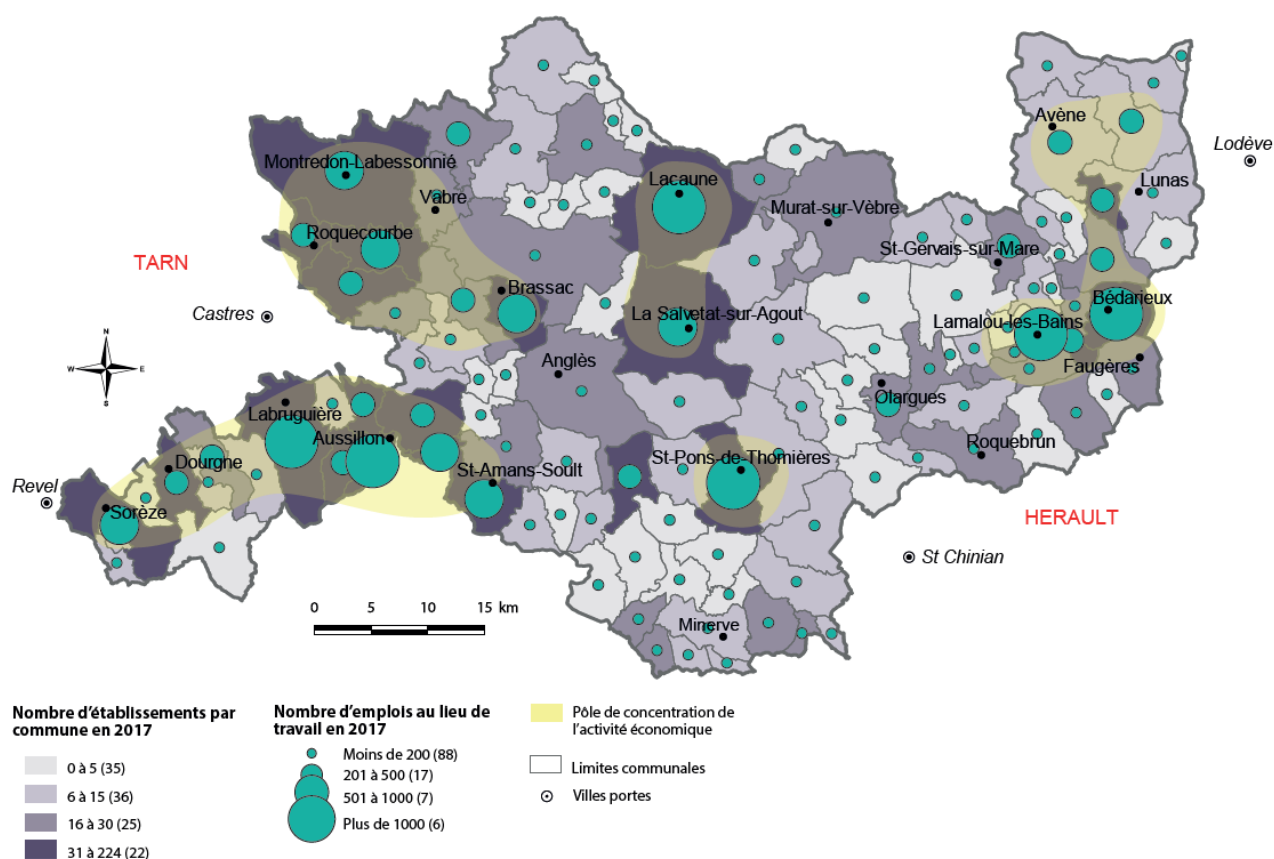 Avène
Lodève
Montredon-Labessonnié
Lacaune
Lunas
Vabre
Murat-sur-Vèbre
Roquecourbe
St-Gervais-sur-Mare
TARN
Brassac
Bédarieux
Castres
La Salvetat-sur-Agout
Lamalou-les-Bains
N
W
E
S
Anglès
Faugères
Olargues
Labruguière
Aussillon
Roquebrun
Dourgne
St-Amans-Soult
St-Pons-de-Thomières
Revel
Sorèze
HERAULT
St Chinian
0 5 10 15 km
Minerve
Nombre d'établissements par
commune en 2017
0 à 5 (35)
6 à 15 (36)
16 à 30 (25)
31 à 224 (22)
Nombre d'emplois au lieu de
travail en 2017
Moins de 200 (88)
201 à 500 (17)
501 à 1000 (7)
Plus de 1000 (6)
Pôle de concentration de
l'activité économique
Limites communales
Villes portes